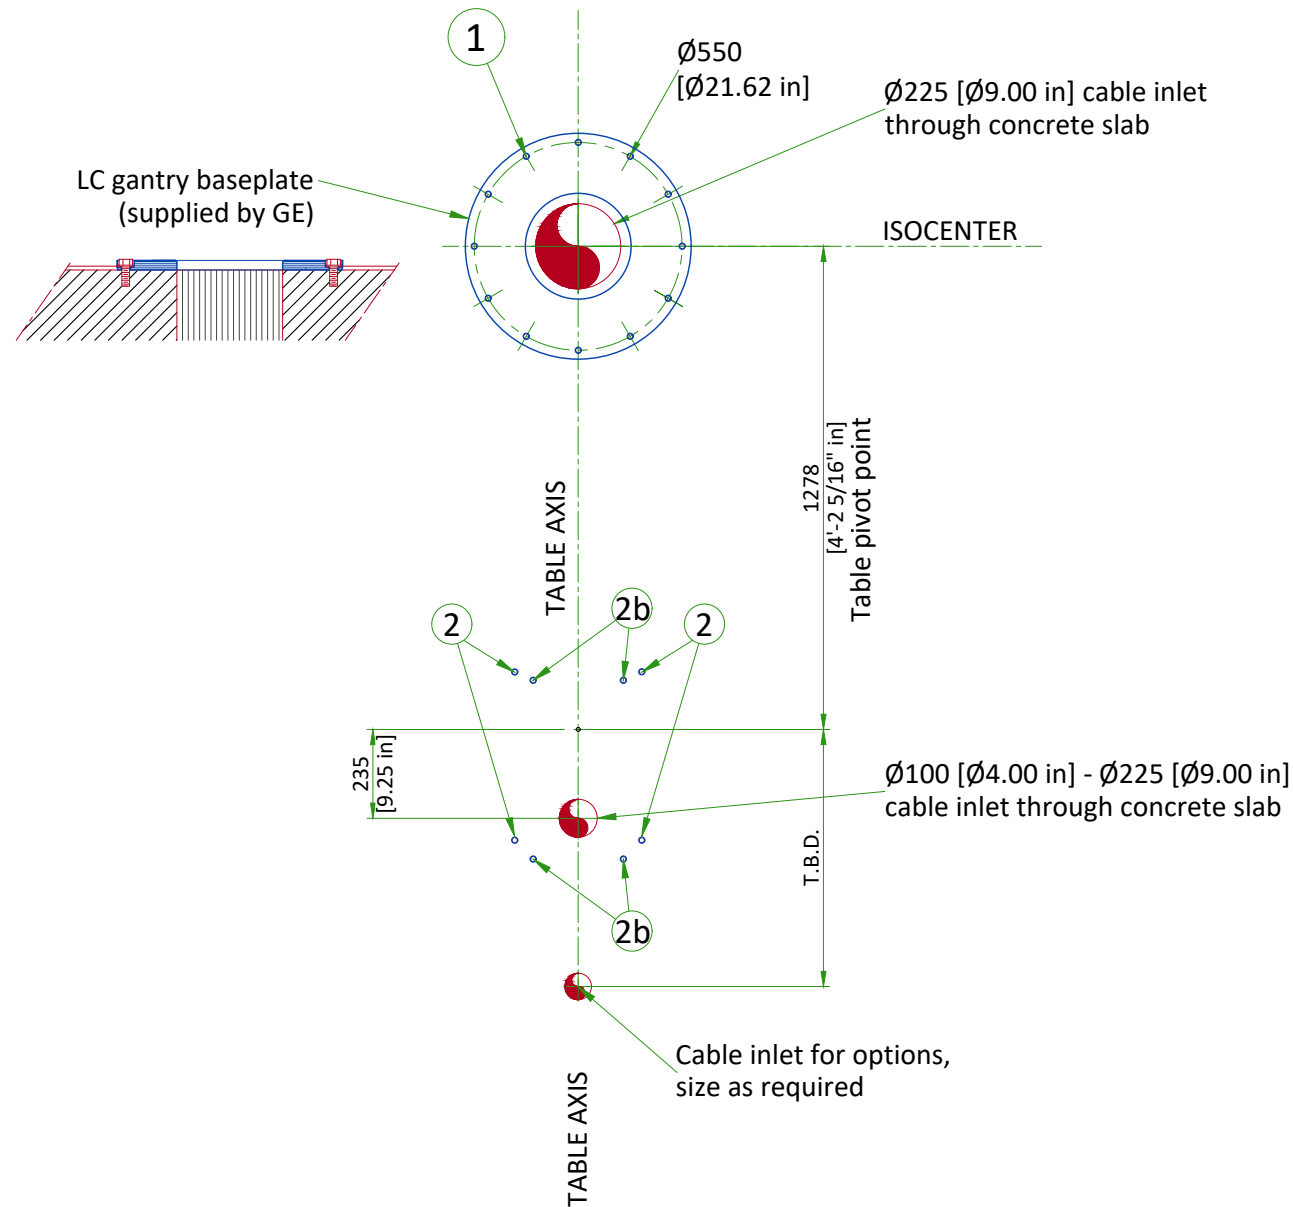 1
Ø550
[Ø21.62 in]
Ø225 [Ø9.00 in] cable inlet
through concrete slab
LC gantry baseplate
(supplied by GE)
ISOCENTER
1278
[4'-2 5/16" in]
Table pivot point
TABLE AXIS
2
2b
2
235
[9.25 in]
Ø100 [Ø4.00 in] - Ø225 [Ø9.00 in]
cable inlet through concrete slab
T.B.D.
2b
Cable inlet for options,
size as required
TABLE AXIS